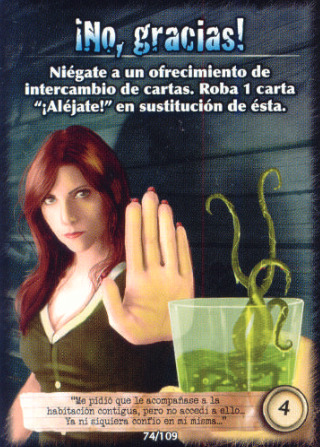 ¡No, gracias!
Niégate a un ofrecimiento de
intercambio de cartas. Roba 1 carta
“¡Aléjate!” en sustitución de ésta.
"Me pidió que le acompañase a la
habitación contigua, pero no accedí a ello...
Ya ni siquiera confío en mi misma..."
4
74/109